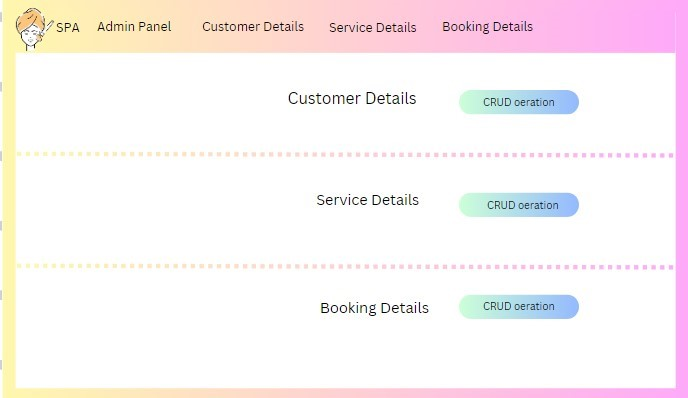 SPA Admin Panel Customer Details Service Details Booking Details
Customer Details CRUD oeration
Service Details CRUD oeration
Booking Details CRUD oeration